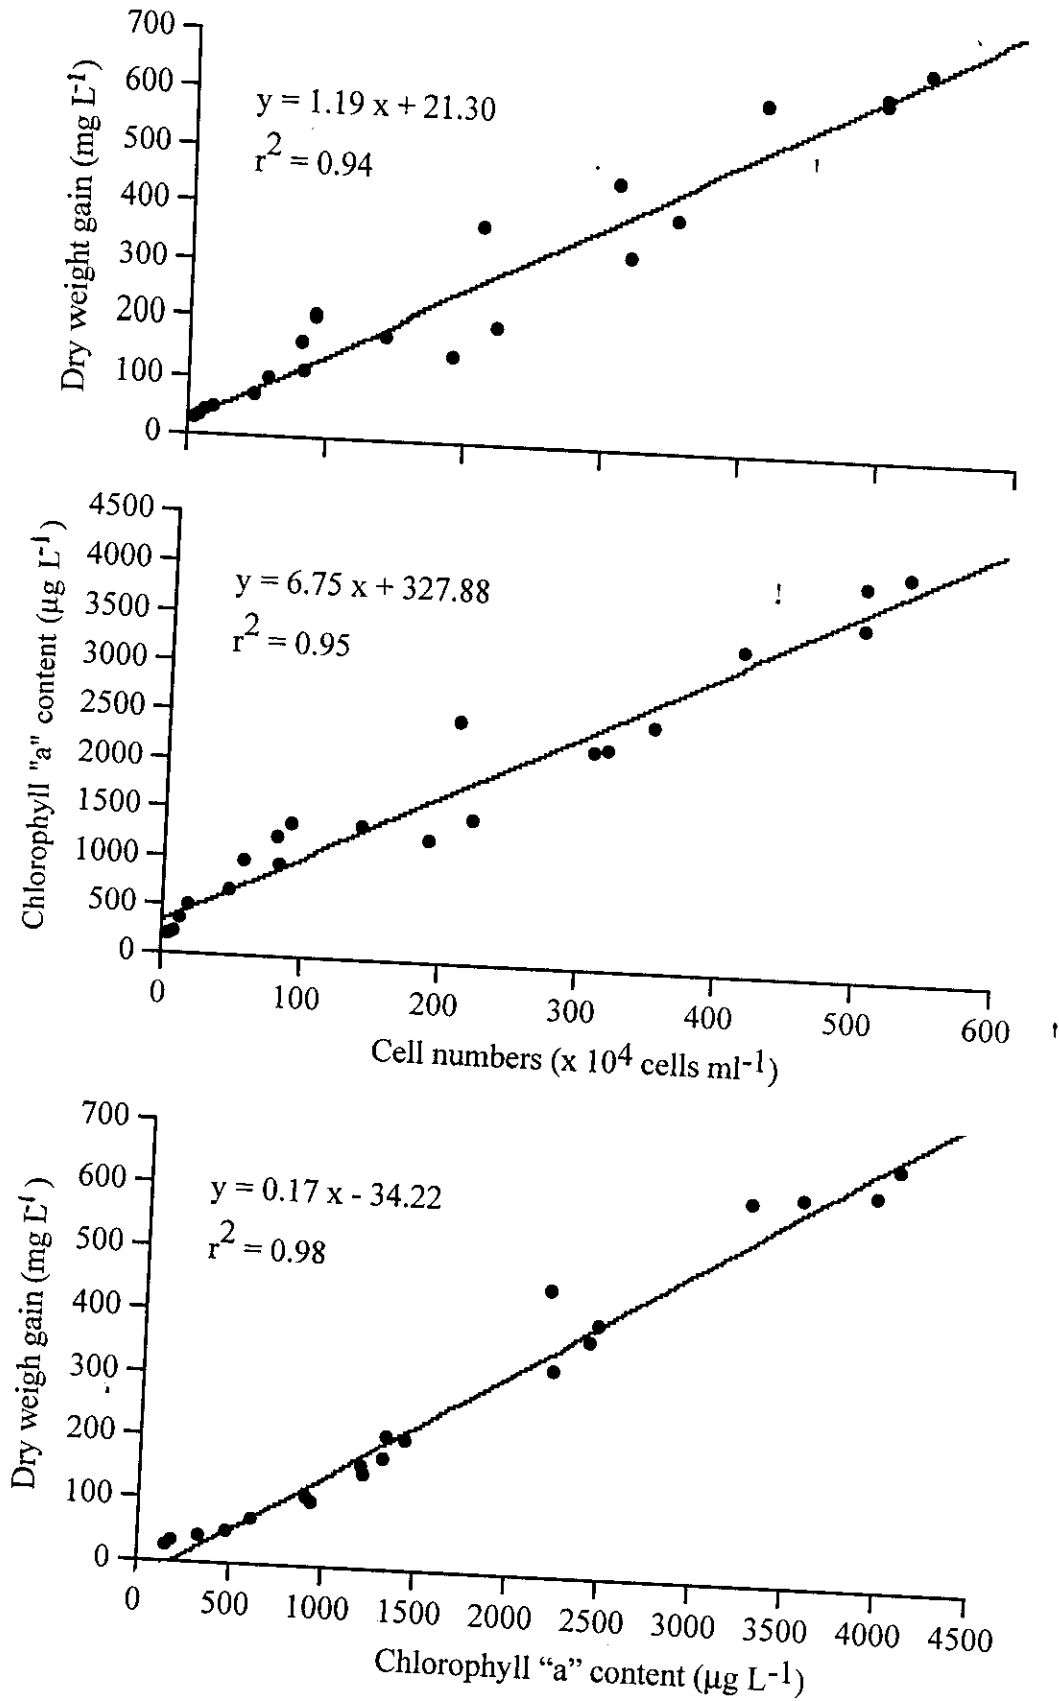 700
600
500
400
300
200
100
0
Dry weight gain (mg L-1)
y = 1.19 x + 21.30
r2 = 0.94
4500
4000
3500
3000
2500
2000
1500
1000
500
0
Chlorophyll "a" content (µg L-1)
y = 6.75 x + 327.88
r2 = 0.95
0 100 200 300 400 500 600
Cell numbers (x 104 cells ml-1)
700
600
500
400
300
200
100
0
Dry weigh gain (mg L-1)
y = 0.17 x - 34.22
r2 = 0.98
0 500 1000 1500 2000 2500 3000 3500 4000 4500
Chlorophyll “a” content (µg L-1)